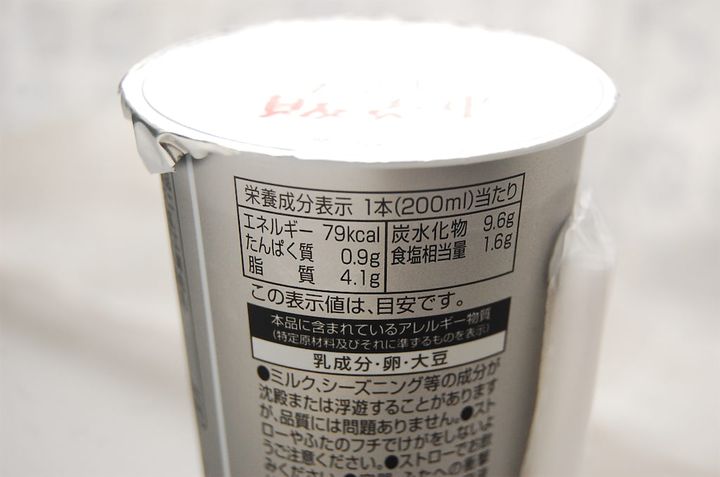 栄養成分表示 1本(200ml)当たり
エネルギー 79kcal
たんぱく質 0.9g
脂 質 4.1g
炭水化物 9.6g
食塩相当量 1.6g
この表示値は、目安です。
本品に含まれているアレルギー物質
(特定原材料及びそれに準ずるものを表示)
乳成分・卵・大豆
●ミルク、シーズニング等の成分が
沈殿または浮遊することがあります
が、品質には問題ありません。●スト
ローやふたのフチでけがをしないよ
うご注意ください。●ストローでお飲
みください。